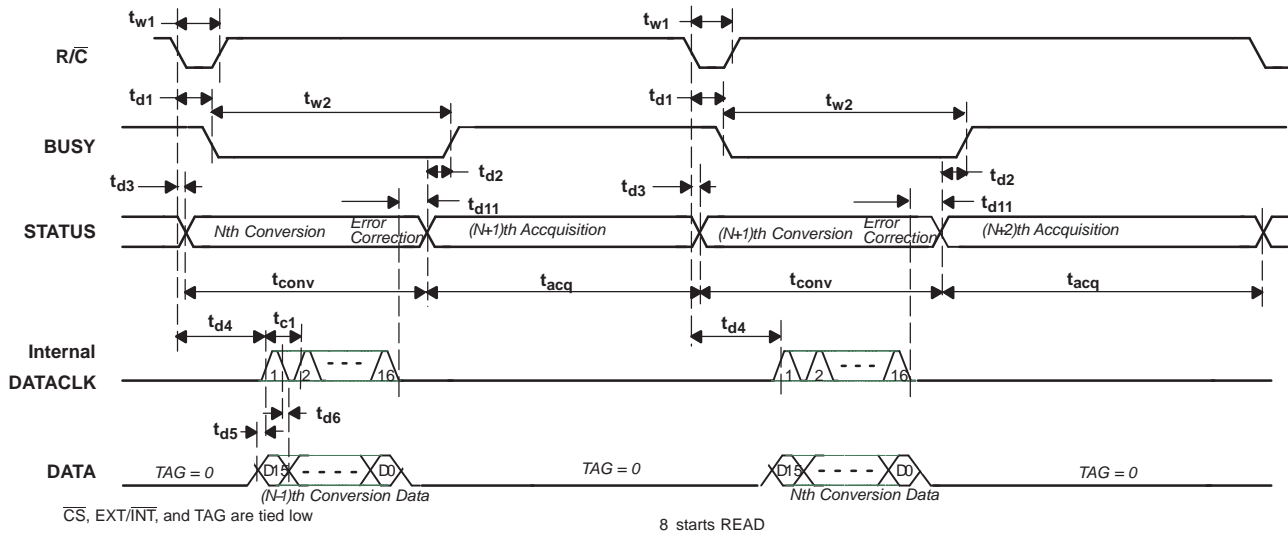 tw1 tw1
R/C
td1 tw2 td1 tw2
BUSY
td3 td2 td3 td2
td11 td11
STATUS Nth Conversion Error Correction (N+1)th Accquisition (N+1)th Conversion Error Correction (N+2)th Accquisition
tconv tacq tconv tacq
td4 tc1 td4
Internal
DATACLK 1 2 - - - 16 1 2 - - - 16
td5 td6
DATA TAG = 0 D15 - - - - D0 TAG = 0 D15 - - - - D0 TAG = 0
(N-1)th Conversion Data Nth Conversion Data
CS, EXT/INT, and TAG are tied low
8 starts READ